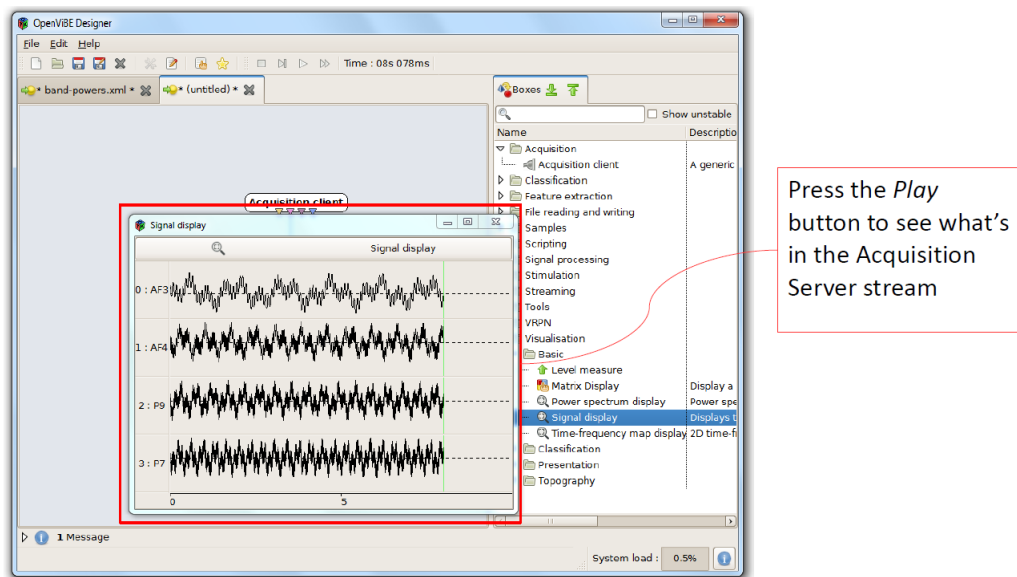 OpenViBE Designer
File Edit Help
Time : 08s 078ms
* band-powers.xml *
* (untitled) *
Boxes
Show unstable
Name Descriptio
Acquisition
Acquisition client A generic
Classification
Feature extraction
File reading and writing
Samples
Scripting
Signal processing
Stimulation
Streaming
Tools
VRPN
Visualisation
Basic
Level measure
Matrix Display Display a
Power spectrum display Power spe
Signal display Displays t
Time-frequency map display 2D time-f
Classification
Presentation
Topography
Acquisition client
Signal display
Signal display
0 : AF3
1 : AF4
2 : P9
3 : P7
0 5
1 Message
System load : 0.5%
Press the Play
button to see what's
in the Acquisition
Server stream